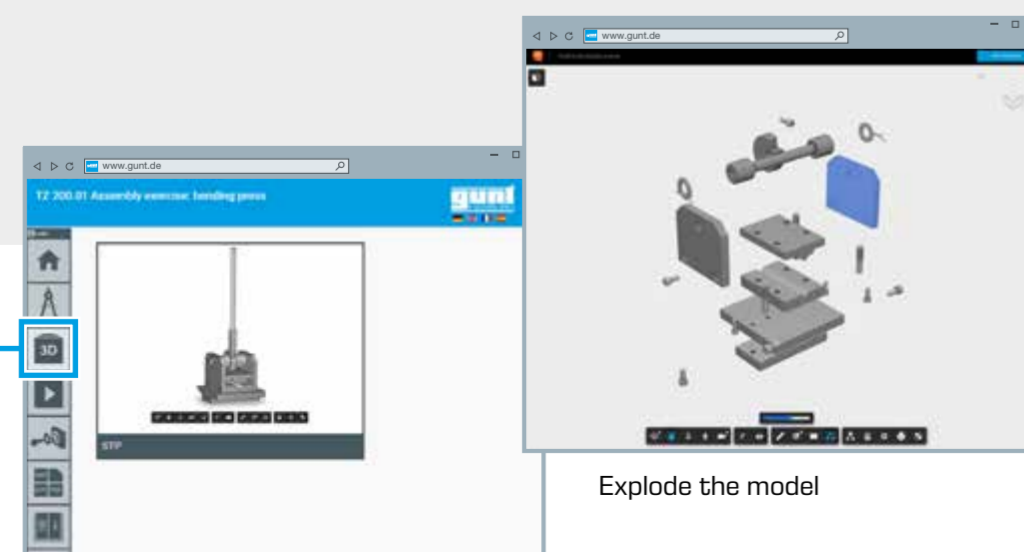 www.gunt.de
www.gunt.de
TZ 200.01 Assembly exercise: bending press
gunt
3D
STP
Explode the model